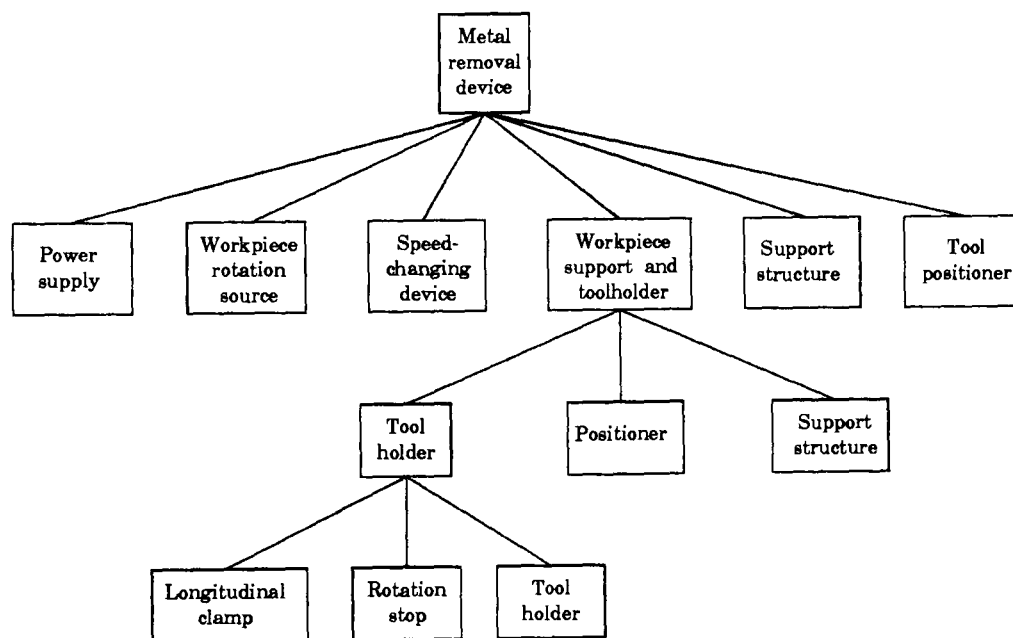 Metal
removal
device
Power
supply
Workpiece
rotation
source
Speed-
changing
device
Workpiece
support and
toolholder
Support
structure
Tool
positioner
Tool
holder
Positioner
Support
structure
Longitudinal
clamp
Rotation
stop
Tool
holder